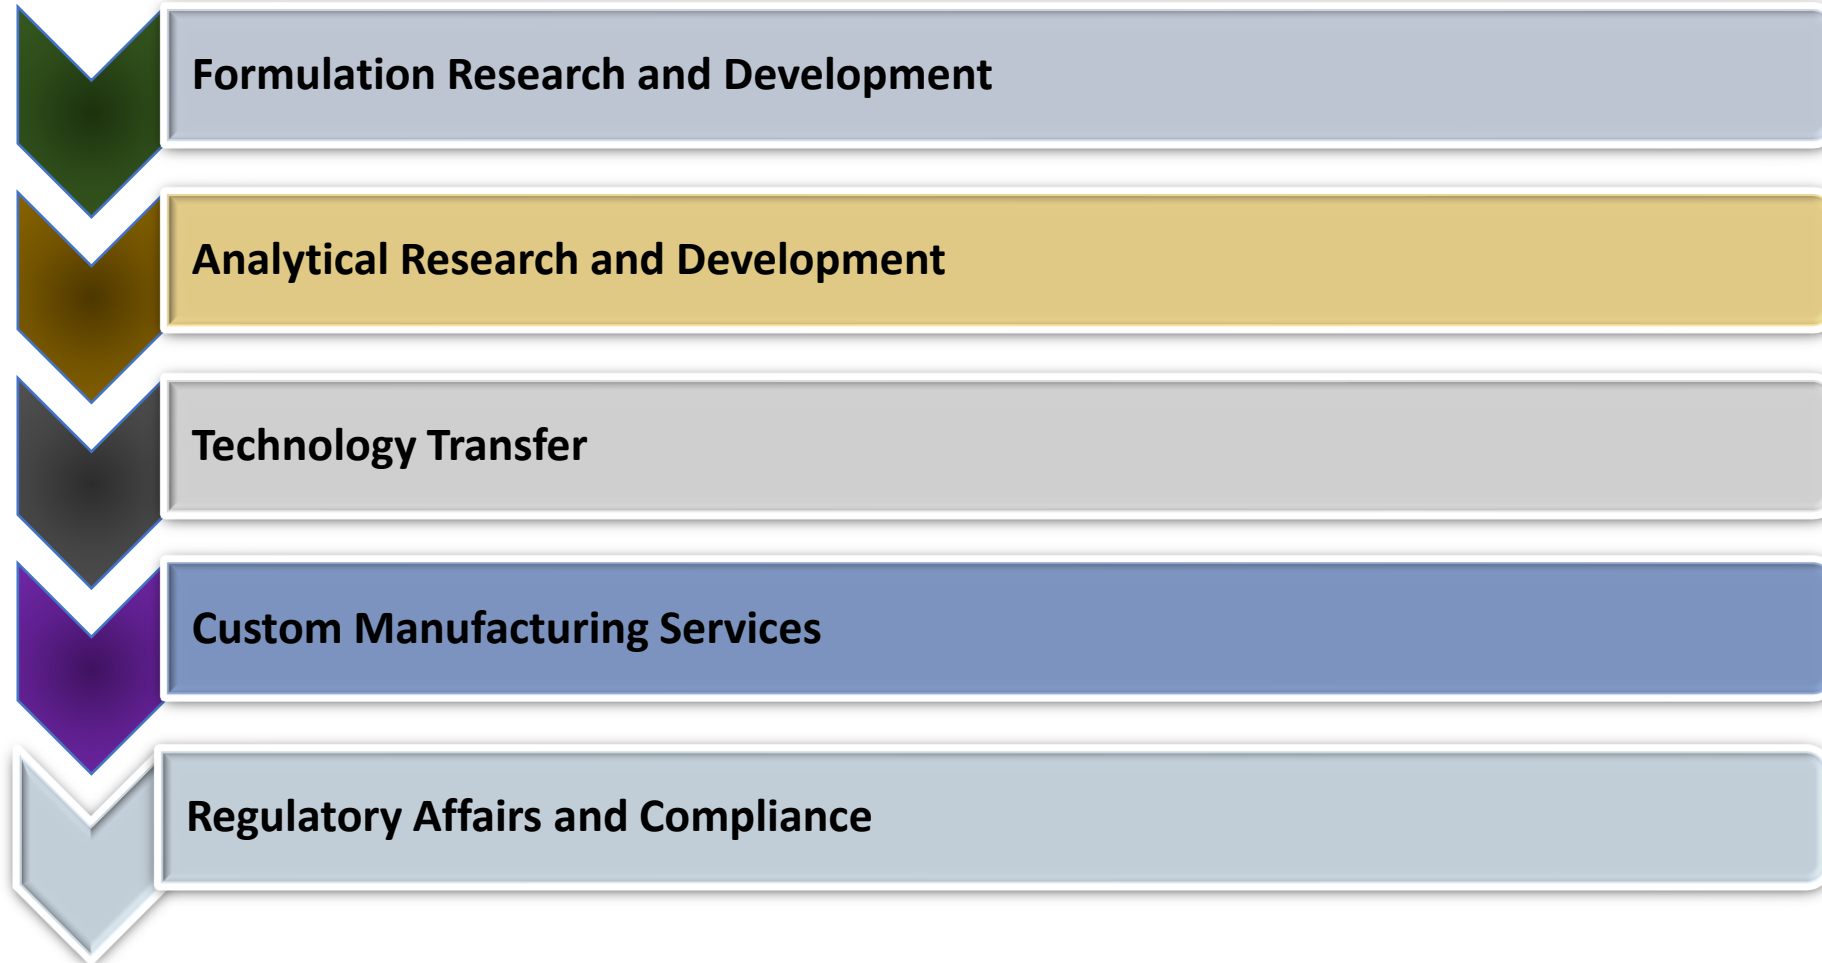 Formulation Research and Development
Analytical Research and Development
Technology Transfer
Custom Manufacturing Services
Regulatory Affairs and Compliance